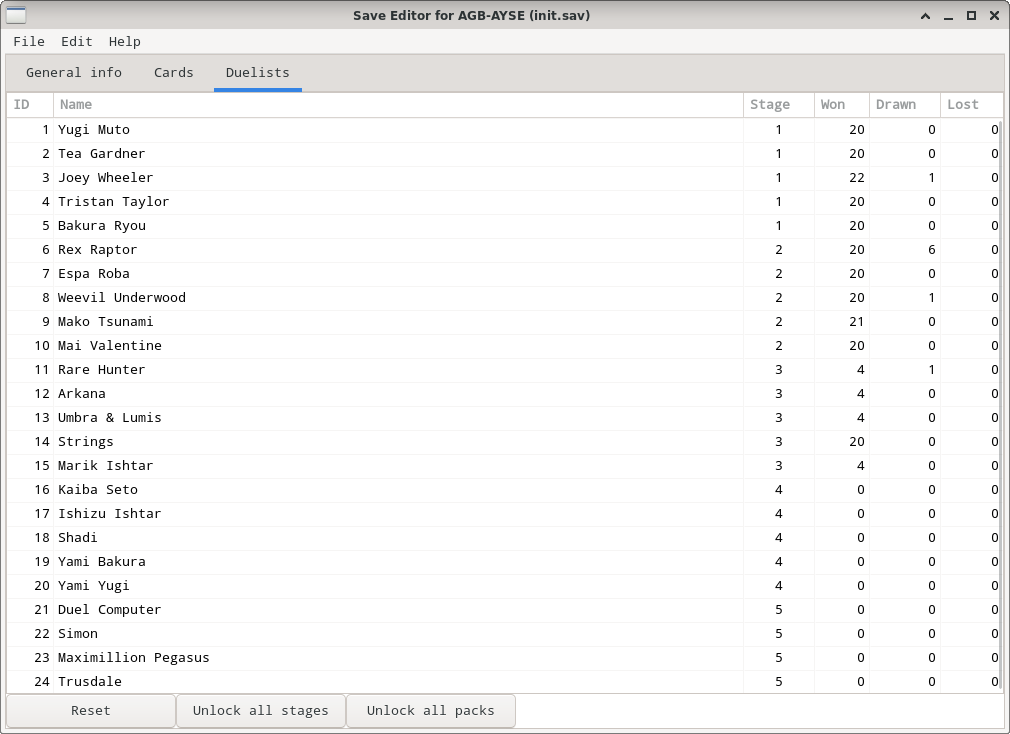 Save Editor for AGB-AYSE (init.sav)
File Edit Help
General info Cards Duelists
ID Name Stage Won Drawn Lost
1 Yugi Muto 1 20 0 0
2 Tea Gardner 1 20 0 0
3 Joey Wheeler 1 22 1 0
4 Tristan Taylor 1 20 0 0
5 Bakura Ryou 1 20 0 0
6 Rex Raptor 2 20 6 0
7 Espa Roba 2 20 0 0
8 Weevil Underwood 2 20 1 0
9 Mako Tsunami 2 21 0 0
10 Mai Valentine 2 20 0 0
11 Rare Hunter 3 4 1 0
12 Arkana 3 4 0 0
13 Umbra & Lumis 3 4 0 0
14 Strings 3 20 0 0
15 Marik Ishtar 3 4 0 0
16 Kaiba Seto 4 0 0 0
17 Ishizu Ishtar 4 0 0 0
18 Shadi 4 0 0 0
19 Yami Bakura 4 0 0 0
20 Yami Yugi 4 0 0 0
21 Duel Computer 5 0 0 0
22 Simon 5 0 0 0
23 Maximillion Pegasus 5 0 0 0
24 Trusdale 5 0 0 0
Reset Unlock all stages Unlock all packs